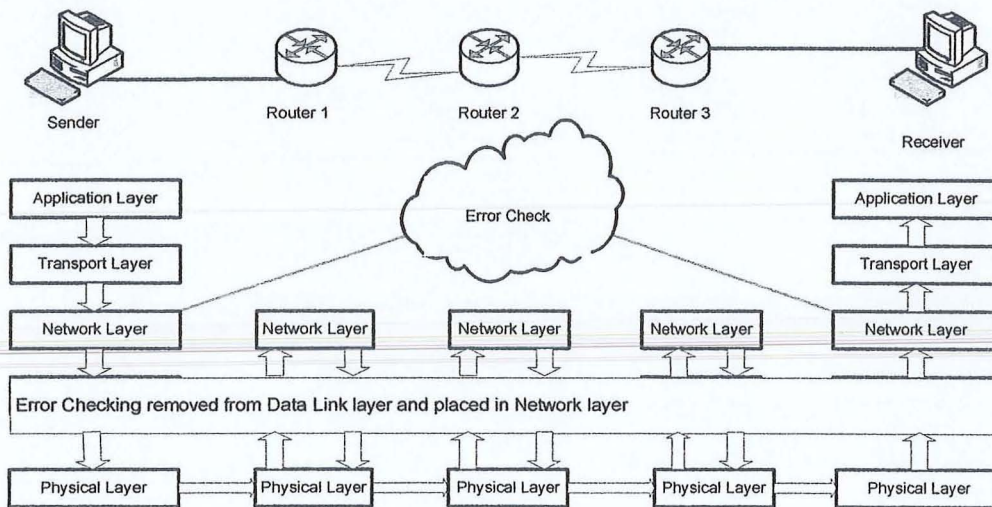 Sender
Router 1
Router 2
Router 3
Receiver
Error Check
Application Layer
Application Layer
Transport Layer
Transport Layer
Network Layer
Network Layer
Network Layer
Network Layer
Network Layer
Error Checking removed from Data Link layer and placed in Network layer
Physical Layer
Physical Layer
Physical Layer
Physical Layer
Physical Layer